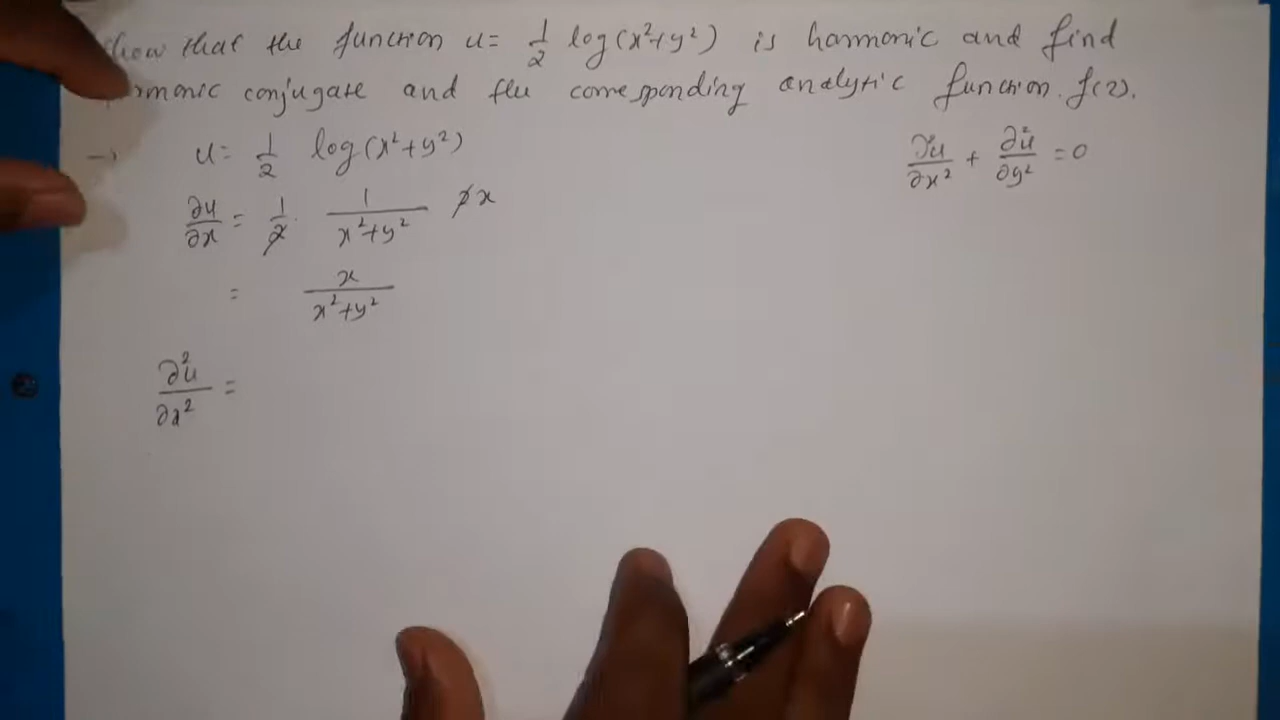 show that the function u = 1/2 log(x²+y²) is harmonic and find
conjugate and the corresponding analytic function. f(z).
→ u = 1/2 log(x²+y²)
∂²u/∂x² + ∂²u/∂y² = 0
∂u/∂x = 1/2 · 1/(x²+y²) 2x
= x/(x²+y²)
∂²u/∂x² =